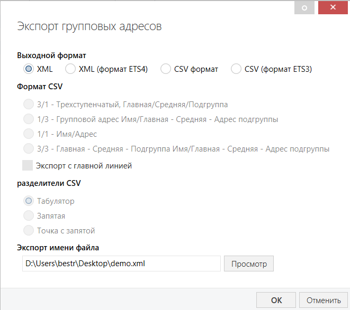 Экспорт групповых адресов
Выходной формат
XML XML (формат ETS4) CSV формат CSV (формат ETS3)
Формат CSV
3/1 - Трехступенчатый, Главная/Средняя/Подгруппа
1/3 - Групповой адрес Имя/Главная - Средняя - Адрес подгруппы
1/1 - Имя/Адрес
3/3 - Главная - Средняя - Подгруппа Имя/Главная - Средняя - Адрес подгруппы
Экспорт с главной линией
разделители CSV
Табулятор
Запятая
Точка с запятой
Экспорт имени файла
D:\Users\bestr\Desktop\demo.xml Просмотр
OK Отменить